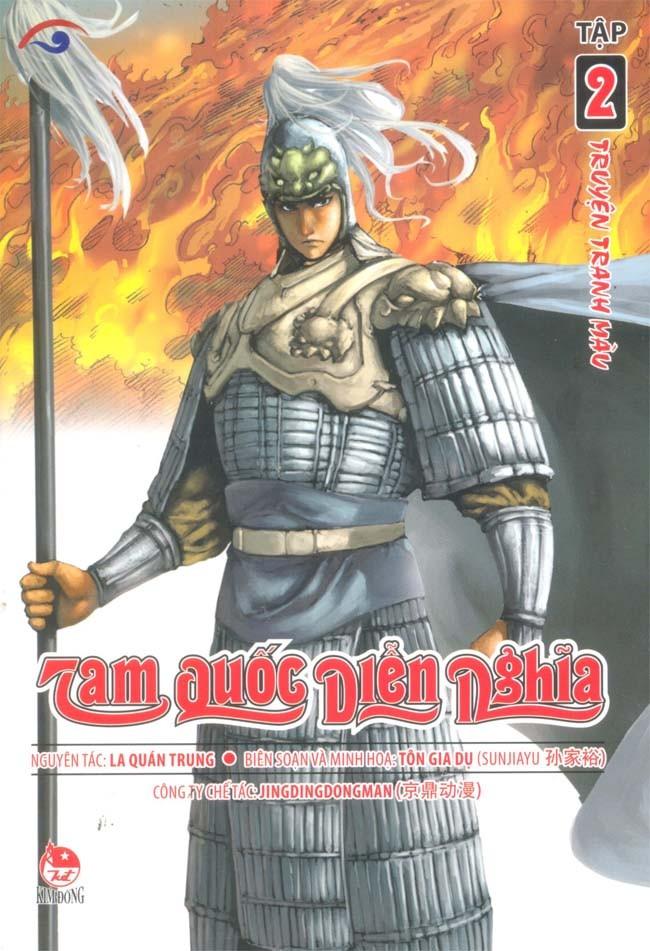 TẬP
2
TRUYỆN TRANH MÀU
Tam Quốc Diễn Nghĩa
NGUYÊN TÁC: LA QUÁN TRUNG ● BIÊN SOẠN VÀ MINH HOẠ: TÔN GIA DỤ (SUNJIAYU 孙家裕)
CÔNG TY CHẾ TÁC: JINGDINGDONGMAN (京鼎动漫)
KIM ĐỒNG